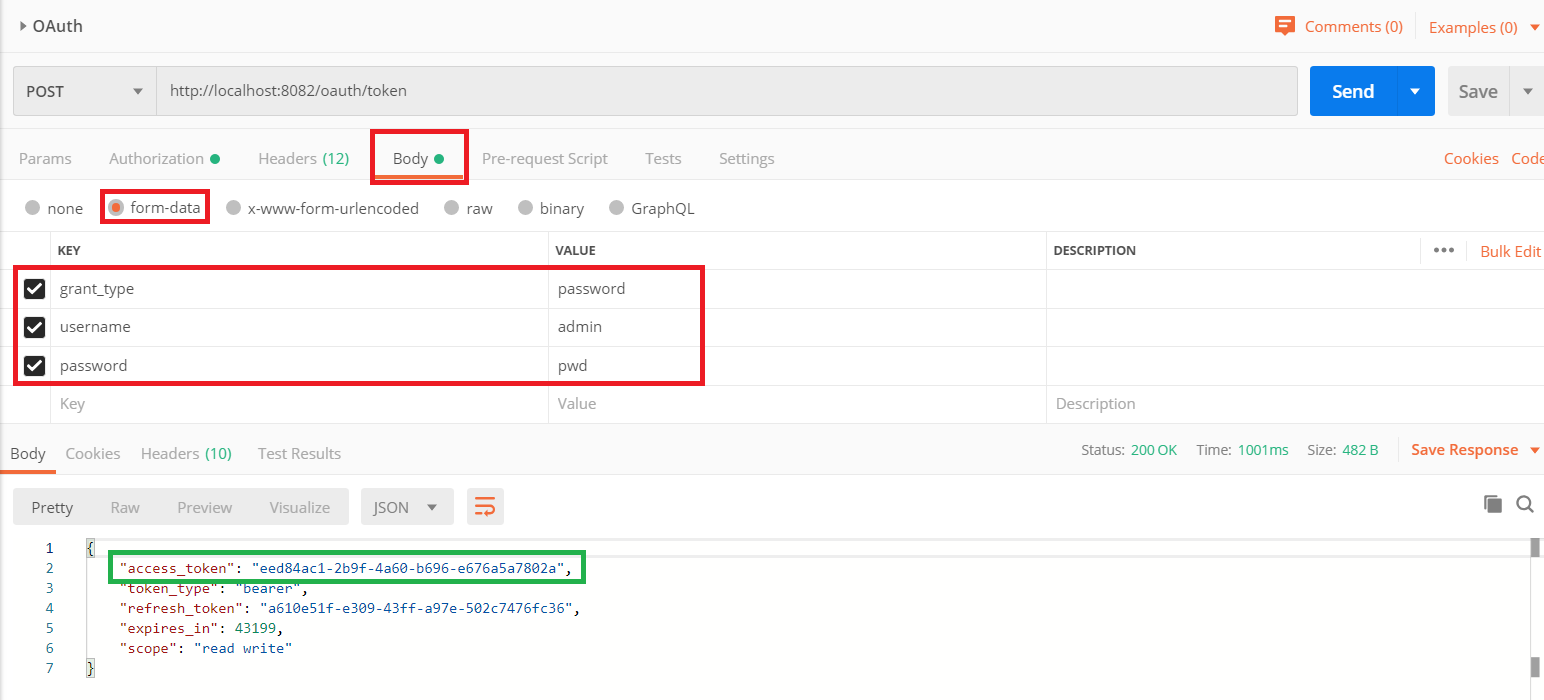 OAuth
Comments (0) Examples (0)
POST http://localhost:8082/oauth/token Send Save
Params Authorization Headers (12) Body Pre-request Script Tests Settings Cookies Code
none form-data x-www-form-urlencoded raw binary GraphQL
KEY VALUE DESCRIPTION ••• Bulk Edit
grant_type password
username admin
password pwd
Key Value Description
Body Cookies Headers (10) Test Results Status: 200 OK Time: 1001ms Size: 482 B Save Response
Pretty Raw Preview Visualize JSON
1 {
2 "access_token": "eed84ac1-2b9f-4a60-b696-e676a5a7802a",
3 "token_type": "bearer",
4 "refresh_token": "a610e51f-e309-43ff-a97e-502c7476fc36",
5 "expires_in": 43199,
6 "scope": "read write"
7 }